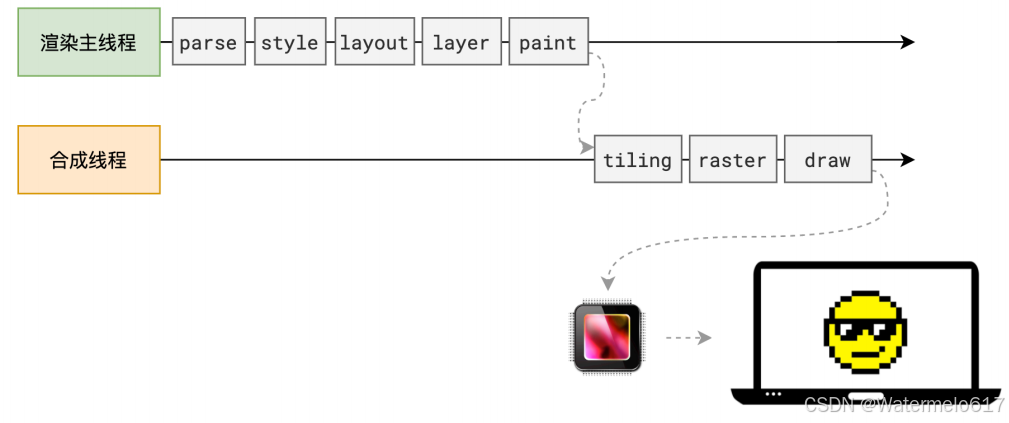 渲染主线程
parse
style
layout
layer
paint
合成线程
tiling
raster
draw
CSDN @Watermelo617